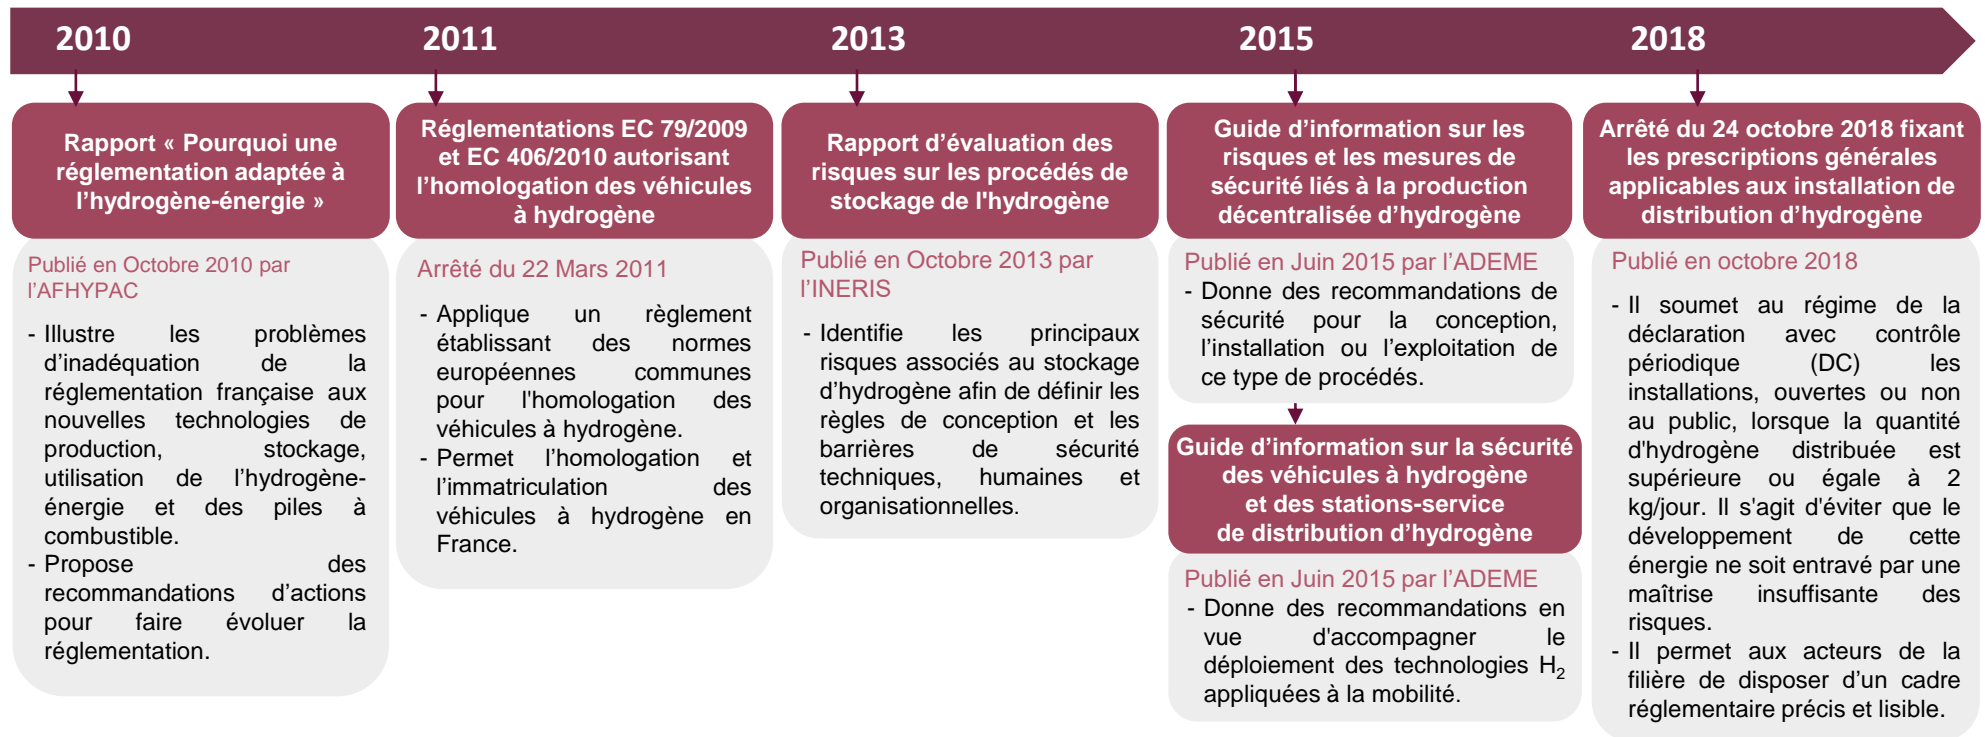 2010
2011
2013
2015
2018
Rapport « Pourquoi une
réglementation adaptée à
l’hydrogène-énergie »
Publié en Octobre 2010 par
l’AFHYPAC
- Illustre les problèmes
d’inadéquation de la
réglementation française aux
nouvelles technologies de
production, stockage,
utilisation de l’hydrogène-
énergie et des piles à
combustible.
- Propose des
recommandations d’actions
pour faire évoluer la
réglementation.
Réglementations EC 79/2009
et EC 406/2010 autorisant
l’homologation des véhicules
à hydrogène
Arrêté du 22 Mars 2011
- Applique un règlement
établissant des normes
européennes communes
pour l'homologation des
véhicules à hydrogène.
- Permet l’homologation et
l’immatriculation des
véhicules à hydrogène en
France.
Rapport d’évaluation des
risques sur les procédés de
stockage de l'hydrogène
Publié en Octobre 2013 par
l’INERIS
- Identifie les principaux
risques associés au stockage
d’hydrogène afin de définir les
règles de conception et les
barrières de sécurité
techniques, humaines et
organisationnelles.
Guide d’information sur les
risques et les mesures de
sécurité liés à la production
décentralisée d’hydrogène
Publié en Juin 2015 par l’ADEME
- Donne des recommandations de
sécurité pour la conception,
l’installation ou l’exploitation de
ce type de procédés.
Guide d’information sur la sécurité
des véhicules à hydrogène
et des stations-service
de distribution d’hydrogène
Publié en Juin 2015 par l’ADEME
- Donne des recommandations en
vue d'accompagner le
déploiement des technologies H₂
appliquées à la mobilité.
Arrêté du 24 octobre 2018 fixant
les prescriptions générales
applicables aux installation de
distribution d’hydrogène
Publié en octobre 2018
- Il soumet au régime de la
déclaration avec contrôle
périodique (DC) les
installations, ouvertes ou non
au public, lorsque la quantité
d'hydrogène distribuée est
supérieure ou égale à 2
kg/jour. Il s'agit d'éviter que le
développement de cette
énergie ne soit entravé par une
maîtrise insuffisante des
risques.
- Il permet aux acteurs de la
filière de disposer d’un cadre
réglementaire précis et lisible.